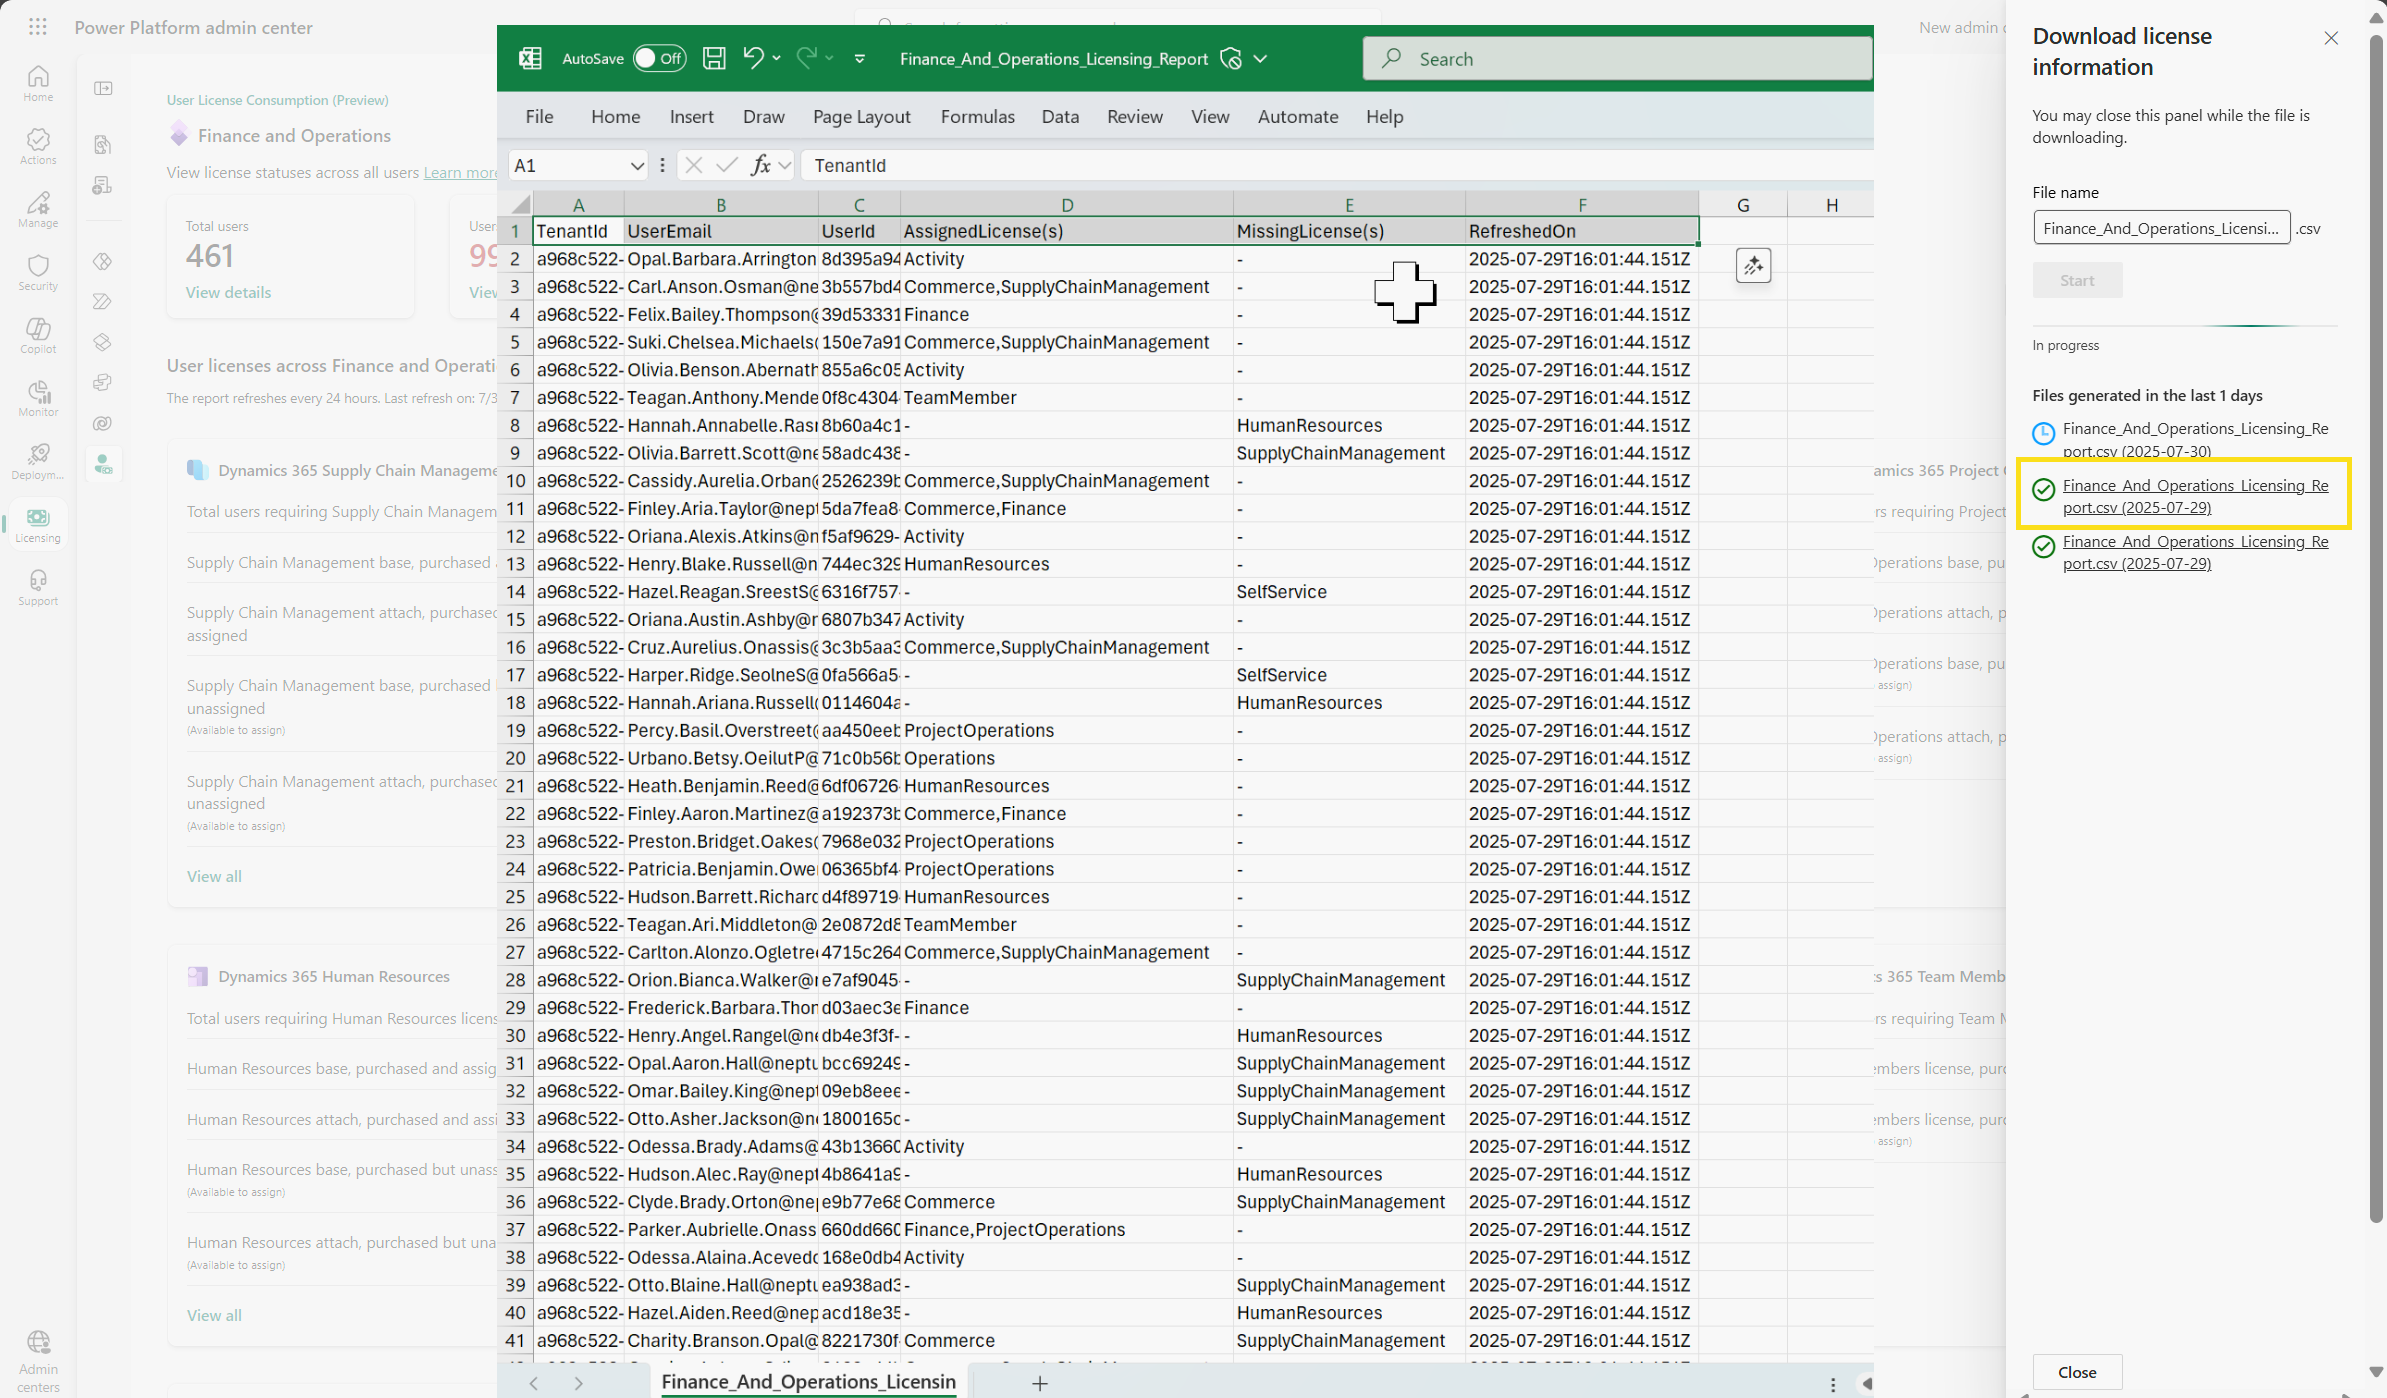 Power Platform admin center
New admin c
Home
Actions
Manage
Security
Copilot
Monitor
Deploym...
Licensing
Support
Admin
centers
User License Consumption (Preview)
Finance and Operations
View license statuses across all users Learn more
Total users
461
View details
User
99
View
User licenses across Finance and Operati
The report refreshes every 24 hours. Last refresh on: 7/3
Dynamics 365 Supply Chain Manageme
Total users requiring Supply Chain Managem
Supply Chain Management base, purchased
Supply Chain Management attach, purchased
assigned
Supply Chain Management base, purchased
unassigned
(Available to assign)
Supply Chain Management attach, purchased
unassigned
(Available to assign)
View all
Dynamics 365 Human Resources
Total users requiring Human Resources licens
Human Resources base, purchased and assig
Human Resources attach, purchased and assi
Human Resources base, purchased but unass
(Available to assign)
Human Resources attach, purchased but una
(Available to assign)
View all
AutoSave Off Finance_And_Operations_Licensing_Report Search
File Home Insert Draw Page Layout Formulas Data Review View Automate Help
A1 fx TenantId
A B C D E F G H
1 TenantId UserEmail UserId AssignedLicense(s) MissingLicense(s) RefreshedOn
2 a968c522- Opal.Barbara.Arrington 8d395a94 Activity - 2025-07-29T16:01:44.151Z
3 a968c522- Carl.Anson.Osman@ne 3b557bd4 Commerce,SupplyChainManagement - 2025-07-29T16:01:44.151Z
4 a968c522- Felix.Bailey.Thompson@ 39d53331 Finance - 2025-07-29T16:01:44.151Z
5 a968c522- Suki.Chelsea.Michaels@ 150e7a91 Commerce,SupplyChainManagement - 2025-07-29T16:01:44.151Z
6 a968c522- Olivia.Benson.Abernath 855a6c05 Activity - 2025-07-29T16:01:44.151Z
7 a968c522- Teagan.Anthony.Mende 0f8c4304- TeamMember - 2025-07-29T16:01:44.151Z
8 a968c522- Hannah.Annabelle.Rasr 8b60a4c1 - HumanResources 2025-07-29T16:01:44.151Z
9 a968c522- Olivia.Barrett.Scott@ne 58adc438 - SupplyChainManagement 2025-07-29T16:01:44.151Z
10 a968c522- Cassidy.Aurelia.Orban@ 2526239b Commerce,SupplyChainManagement - 2025-07-29T16:01:44.151Z
11 a968c522- Finley.Aria.Taylor@nept 5da7fea8- Commerce,Finance - 2025-07-29T16:01:44.151Z
12 a968c522- Oriana.Alexis.Atkins@n f5af9629- Activity - 2025-07-29T16:01:44.151Z
13 a968c522- Henry.Blake.Russell@n 744ec329 HumanResources - 2025-07-29T16:01:44.151Z
14 a968c522- Hazel.Reagan.SreestS@ 6316f757- - SelfService 2025-07-29T16:01:44.151Z
15 a968c522- Oriana.Austin.Ashby@r 6807b347 Activity - 2025-07-29T16:01:44.151Z
16 a968c522- Cruz.Aurelius.Onassis@ 3c3b5aa3 Commerce,SupplyChainManagement - 2025-07-29T16:01:44.151Z
17 a968c522- Harper.Ridge.SeolneS@ 0fa566a5- - SelfService 2025-07-29T16:01:44.151Z
18 a968c522- Hannah.Ariana.Russell@ 0114604a - HumanResources 2025-07-29T16:01:44.151Z
19 a968c522- Percy.Basil.Overstreet@ aa450eeb ProjectOperations - 2025-07-29T16:01:44.151Z
20 a968c522- Urbano.Betsy.OeilutP@ 71c0b56b Operations - 2025-07-29T16:01:44.151Z
21 a968c522- Heath.Benjamin.Reed@ 6df06726- HumanResources - 2025-07-29T16:01:44.151Z
22 a968c522- Finley.Aaron.Martinez@ a192373b Commerce,Finance - 2025-07-29T16:01:44.151Z
23 a968c522- Preston.Bridget.Oakes@ 7968e032 ProjectOperations - 2025-07-29T16:01:44.151Z
24 a968c522- Patricia.Benjamin.Owe 06365bf4- ProjectOperations - 2025-07-29T16:01:44.151Z
25 a968c522- Hudson.Barrett.Richard d4f89719- HumanResources - 2025-07-29T16:01:44.151Z
26 a968c522- Teagan.Ari.Middleton@ 2e0872d8 TeamMember - 2025-07-29T16:01:44.151Z
27 a968c522- Carlton.Alonzo.Ogletree 4715c264 Commerce,SupplyChainManagement - 2025-07-29T16:01:44.151Z
28 a968c522- Orion.Bianca.Walker@ e7af9045- - SupplyChainManagement 2025-07-29T16:01:44.151Z
29 a968c522- Frederick.Barbara.Thor d03aec3e Finance - 2025-07-29T16:01:44.151Z
30 a968c522- Henry.Angel.Rangel@ne db4e3f3f- - HumanResources 2025-07-29T16:01:44.151Z
31 a968c522- Opal.Aaron.Hall@neptu bcc69249 - SupplyChainManagement 2025-07-29T16:01:44.151Z
32 a968c522- Omar.Bailey.King@nept 09eb8eee - SupplyChainManagement 2025-07-29T16:01:44.151Z
33 a968c522- Otto.Asher.Jackson@ne 1800165c - SupplyChainManagement 2025-07-29T16:01:44.151Z
34 a968c522- Odessa.Brady.Adams@ 43b13660 Activity - 2025-07-29T16:01:44.151Z
35 a968c522- Hudson.Alec.Ray@nept 4b8641a9 - HumanResources 2025-07-29T16:01:44.151Z
36 a968c522- Clyde.Brady.Orton@nep e9b77e68 Commerce SupplyChainManagement 2025-07-29T16:01:44.151Z
37 a968c522- Parker.Aubrielle.Onass 660dd660 Finance,ProjectOperations - 2025-07-29T16:01:44.151Z
38 a968c522- Odessa.Alaina.Acevedo 168e0db4 Activity - 2025-07-29T16:01:44.151Z
39 a968c522- Otto.Blaine.Hall@neptu ea938ad3 - SupplyChainManagement 2025-07-29T16:01:44.151Z
40 a968c522- Hazel.Aiden.Reed@nep acd18e35 - HumanResources 2025-07-29T16:01:44.151Z
41 a968c522- Charity.Branson.Opal@ 8221730f- Commerce SupplyChainManagement 2025-07-29T16:01:44.151Z
Finance_And_Operations_Licensin
amics 365 Project
rs requiring Project
Operations base, pu
Operations attach, p
Operations base, pu
assign)
Operations attach, p
assign)
s 365 Team Memb
rs requiring Team M
embers license, purc
embers license, purc
assign)
Download license
information
You may close this panel while the file is
downloading.
File name
Finance_And_Operations_Licensi... .csv
Start
In progress
Files generated in the last 1 days
Finance_And_Operations_Licensing_Re
port.csv (2025-07-30)
Finance_And_Operations_Licensing_Re
port.csv (2025-07-29)
Finance_And_Operations_Licensing_Re
port.csv (2025-07-29)
Close